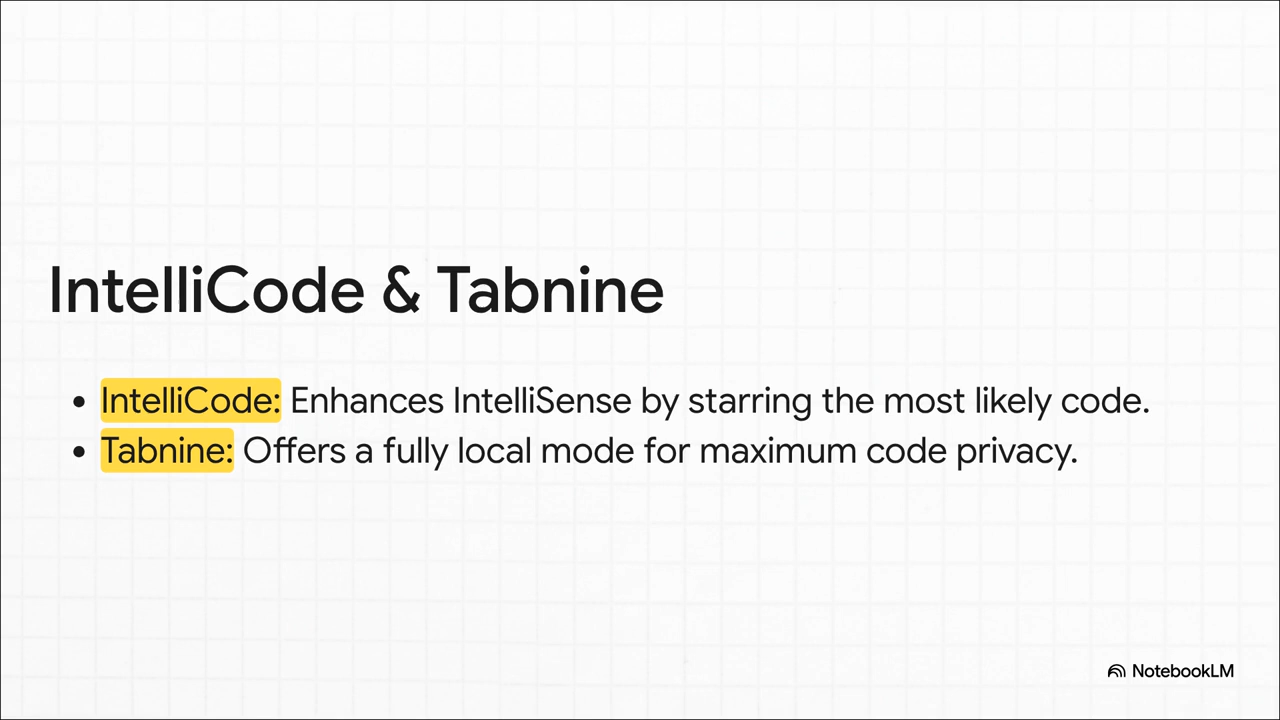 IntelliCode & Tabnine
• IntelliCode: Enhances IntelliSense by starring the most likely code.
• Tabnine: Offers a fully local mode for maximum code privacy.
NotebookLM